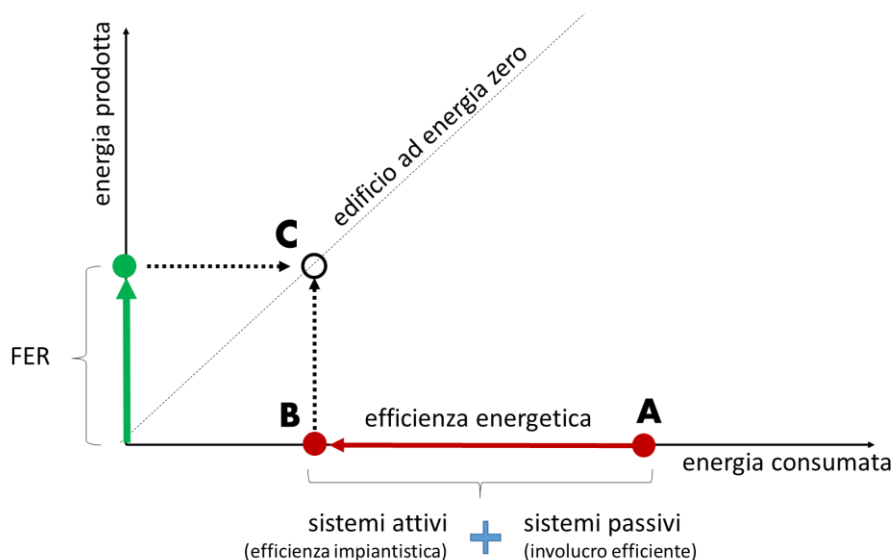 energia prodotta
edificio ad energia zero
C
FER
B
efficienza energetica
A
energia consumata
sistemi attivi
(efficienza impiantistica)
sistemi passivi
(involucro efficiente)